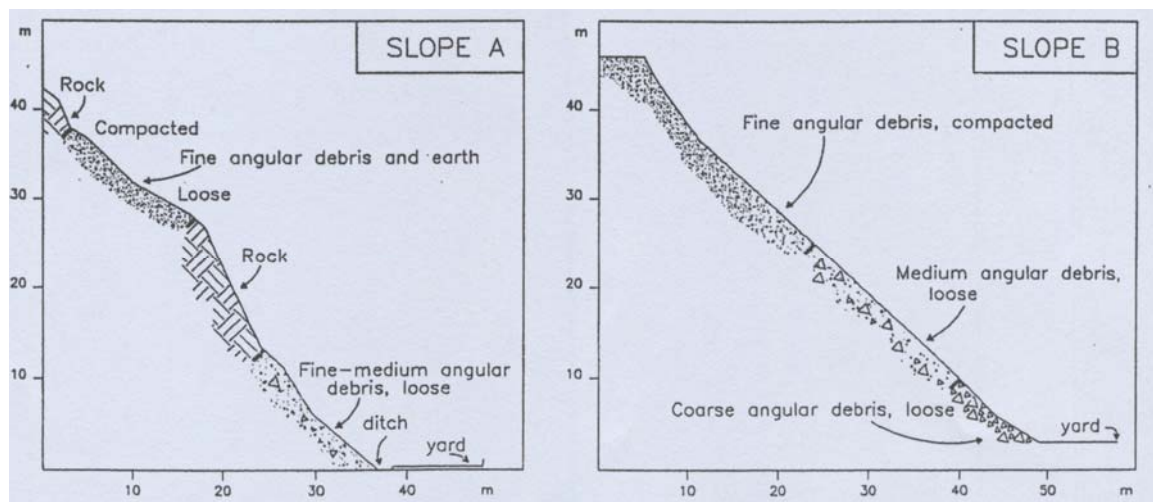 m
SLOPE A
Rock
40
Compacted
Fine angular debris and earth
30
Loose
Rock
20
10
Fine-medium angular
debris, loose
ditch
yard
10
20
30
40
m
m
SLOPE B
40
Fine angular debris, compacted
30
20
Medium angular debris,
loose
10
Coarse angular debris, loose
yard
10
20
30
40
50
m